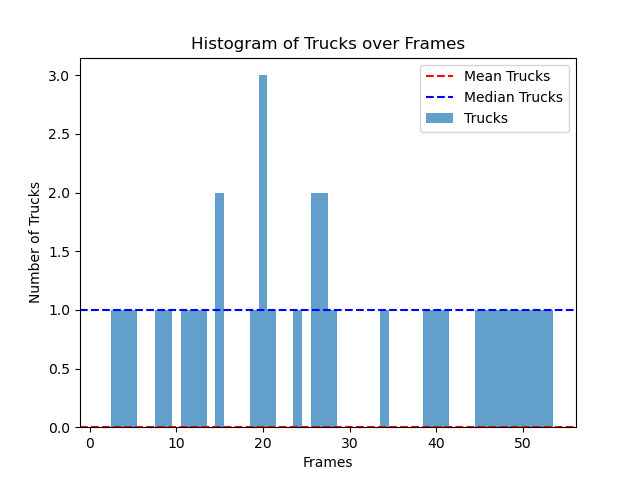 Histogram of Trucks over Frames
Mean Trucks
Median Trucks
Trucks
3.0
2.5
2.0
1.5
1.0
0.5
0.0
Number of Trucks
0 10 20 30 40 50
Frames